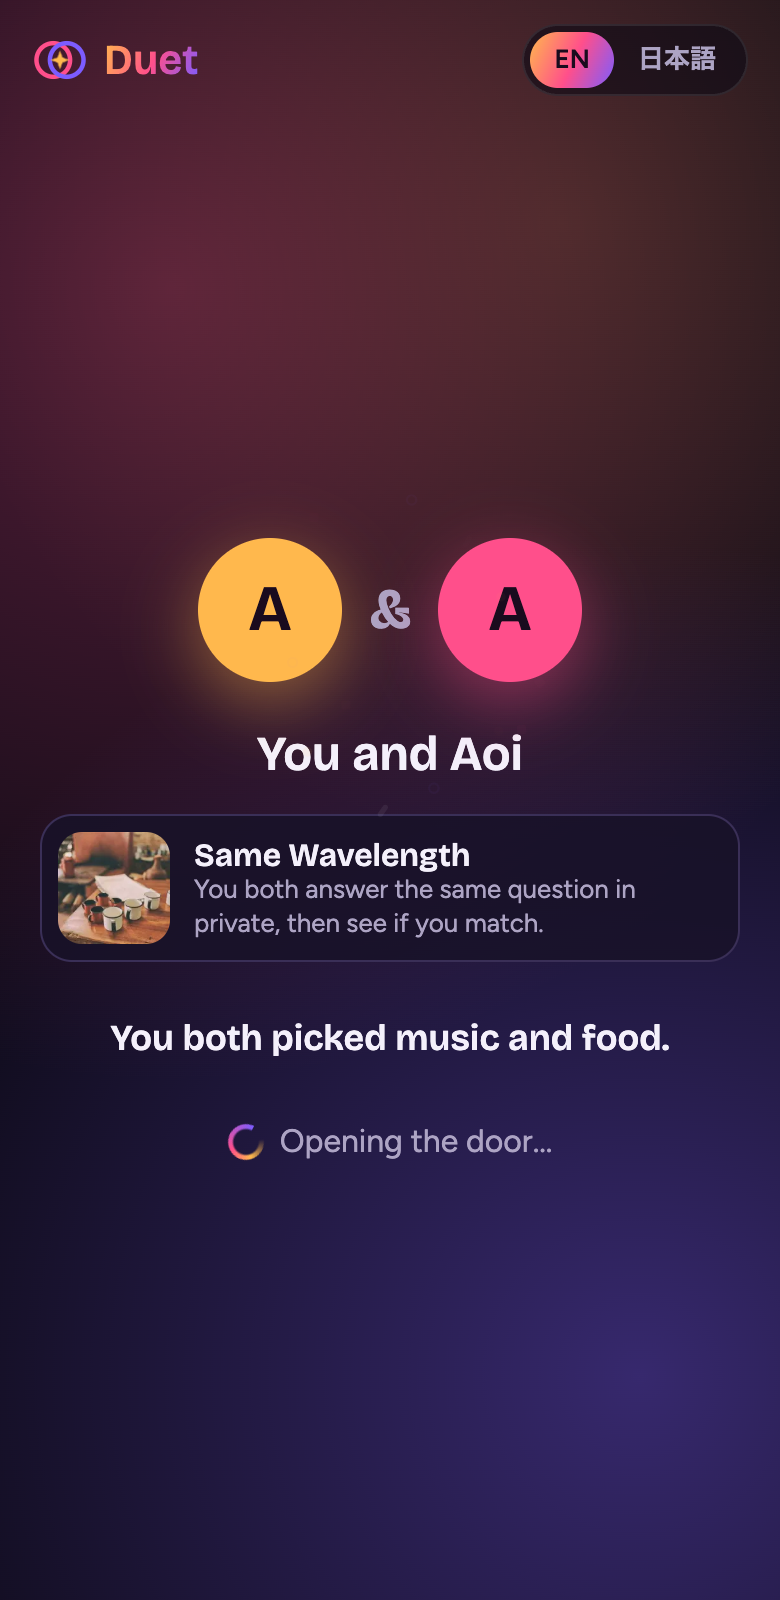 Duet
EN
日本語
A & A
You and Aoi
Same Wavelength
You both answer the same question in
private, then see if you match.
You both picked music and food.
Opening the door...